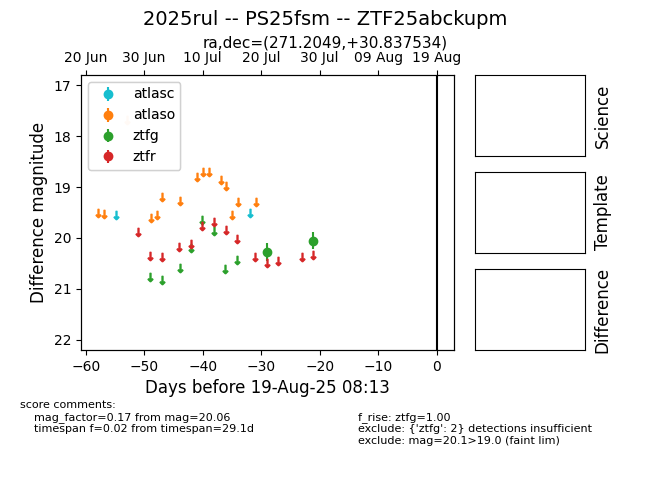 2025rul -- PS25fsm -- ZTF25abckupm
ra,dec=(271.2049,+30.837534)
20 Jun 30 Jun 10 Jul 20 Jul 30 Jul 09 Aug 19 Aug
17
18
19
20
21
22
Difference magnitude
atlasc
atlaso
ztfg
ztfr
−60 −50 −40 −30 −20 −10 0
Days before 19-Aug-25 08:13
Science
Template
Difference
score comments:
mag_factor=0.17 from mag=20.06
timespan f=0.02 from timespan=29.1d
f_rise: ztfg=1.00
exclude: {'ztfg': 2} detections insufficient
exclude: mag=20.1>19.0 (faint lim)